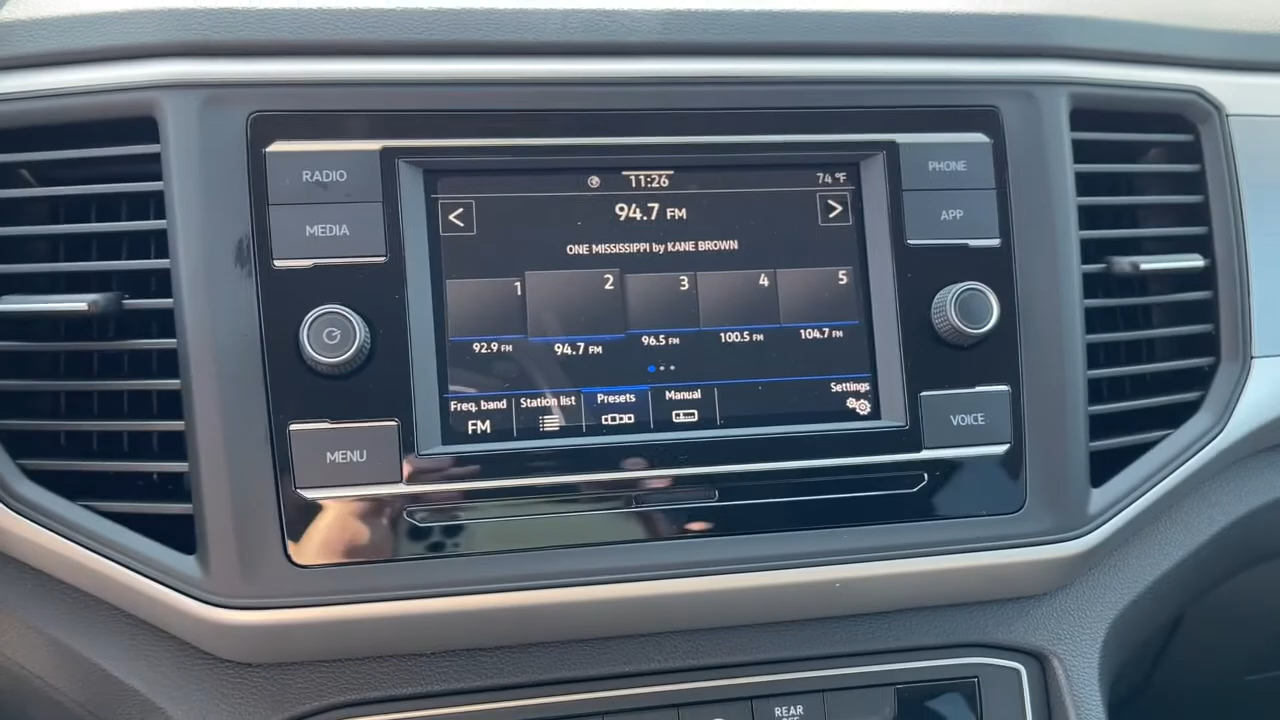 RADIO
MEDIA
MENU
PHONE
APP
VOICE
11:26
74 °F
<
94.7 FM
>
ONE MISSISSIPPI by KANE BROWN
1 2 3 4 5
92.9 FM 94.7 FM 96.5 FM 100.5 FM 104.7 FM
Freq. band Station list Presets Manual Settings
FM
REAR
OFF